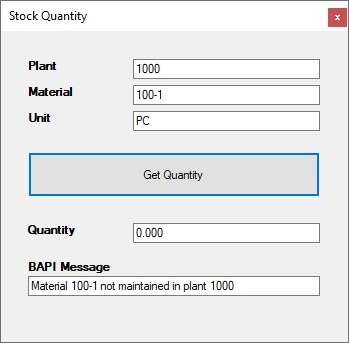 Stock Quantity
x
Plant 1000
Material 100-1
Unit PC
Get Quantity
Quantity 0.000
BAPI Message
Material 100-1 not maintained in plant 1000